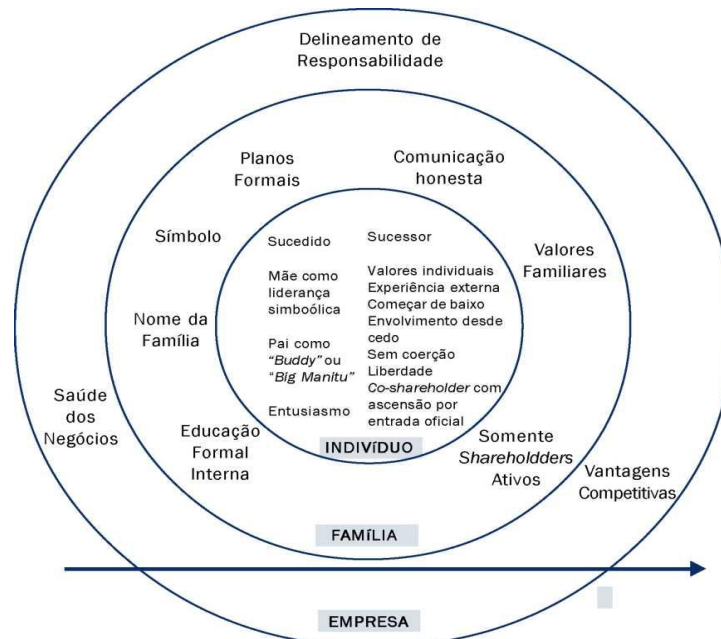 Delineamento de
Responsabilidade
Planos
Formais
Comunicação
honesta
Símbolo
Valores
Familiares
Nome da
Família
Educação
Formal
Interna
Somente
Shareholdders
Ativos
Saúde
dos
Negócios
Vantagens
Competitivas
Sucedido
Mãe como
liderança
simboólica
Pai como
“Buddy” ou
“Big Manitu”
Entusiasmo
Sucessor
Valores individuais
Experiência externa
Começar de baixo
Envolvimento desde
cedo
Sem coerção
Liberdade
Co-shareholder com
ascensão por
entrada oficial
INDIVíDUO
FAMíLIA
EMPRESA